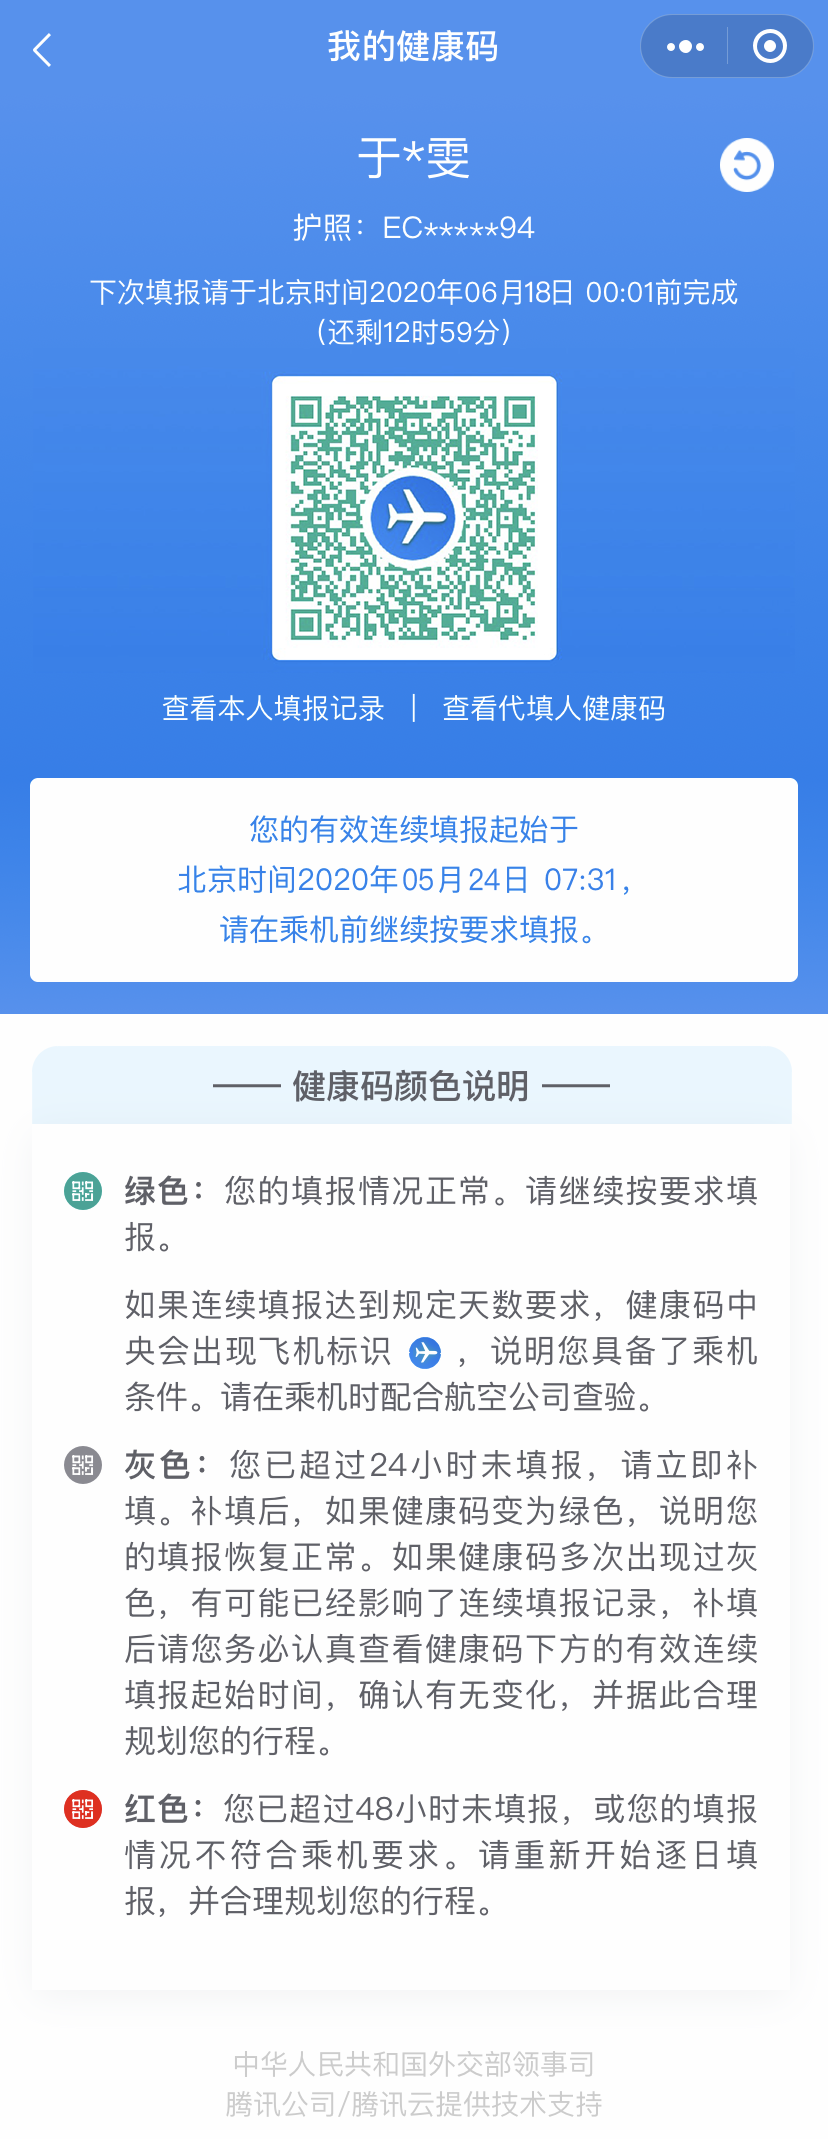 我的健康码
于*雯
护照：EC*****94
下次填报请于北京时间2020年06月18日 00:01前完成
（还剩12时59分）
查看本人填报记录 | 查看代填人健康码
您的有效连续填报起始于
北京时间2020年05月24日 07:31，
请在乘机前继续按要求填报。
健康码颜色说明
绿色：您的填报情况正常。请继续按要求填
报。
如果连续填报达到规定天数要求，健康码中
央会出现飞机标识 ，说明您具备了乘机
条件。请在乘机时配合航空公司查验。
灰色：您已超过24小时未填报，请立即补
填。补填后，如果健康码变为绿色，说明您
的填报恢复正常。如果健康码多次出现过灰
色，有可能已经影响了连续填报记录，补填
后请您务必认真查看健康码下方的有效连续
填报起始时间，确认有无变化，并据此合理
规划您的行程。
红色：您已超过48小时未填报，或您的填报
情况不符合乘机要求。请重新开始逐日填
报，并合理规划您的行程。
中华人民共和国外交部领事司
腾讯公司/腾讯云提供技术支持